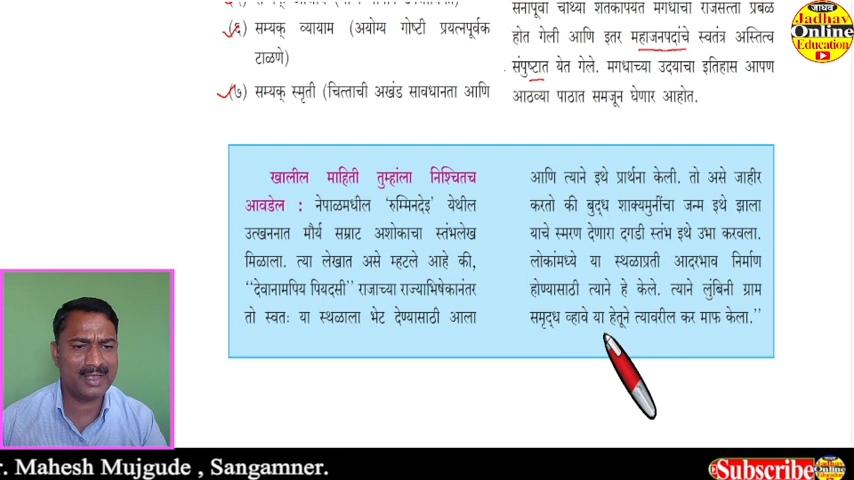 (६) सम्यक् व्यायाम (अयोग्य गोष्टी प्रयत्नपूर्वक
टाळणे)
(७) सम्यक् स्मृती (चित्ताची अखंड सावधानता आणि
सनापूर्वी चौथ्या शतकापर्यंत मगधाची राजसत्ता प्रबळ
होत गेली आणि इतर महाजनपदांचे स्वतंत्र अस्तित्व
संपुष्टात येत गेले. मगधाच्या उदयाचा इतिहास आपण
आठव्या पाठात समजून घेणार आहोत.
खालील माहिती तुम्हांला निश्चितच
आवडेल : नेपाळमधील ‘रुम्मिनदेइ’ येथील
उत्खननात मौर्य सम्राट अशोकाचा स्तंभलेख
मिळाला. त्या लेखात असे म्हटले आहे की,
‘‘देवानामपिय पियदसी’’ राजाच्या राज्याभिषेकानंतर
तो स्वतः या स्थळाला भेट देण्यासाठी आला
आणि त्याने इथे प्रार्थना केली. तो असे जाहीर
करतो की बुद्ध शाक्यमुनींचा जन्म इथे झाला
याचे स्मरण देणारा दगडी स्तंभ इथे उभा करवला.
लोकांमध्ये या स्थळाप्रती आदरभाव निर्माण
होण्यासाठी त्याने हे केले. त्याने लुंबिनी ग्राम
समृद्ध व्हावे या हेतूने त्यावरील कर माफ केला.’’
जाधव
Jadhav
Online
Education
r. Mahesh Mujgude , Sangamner.
Subscribe